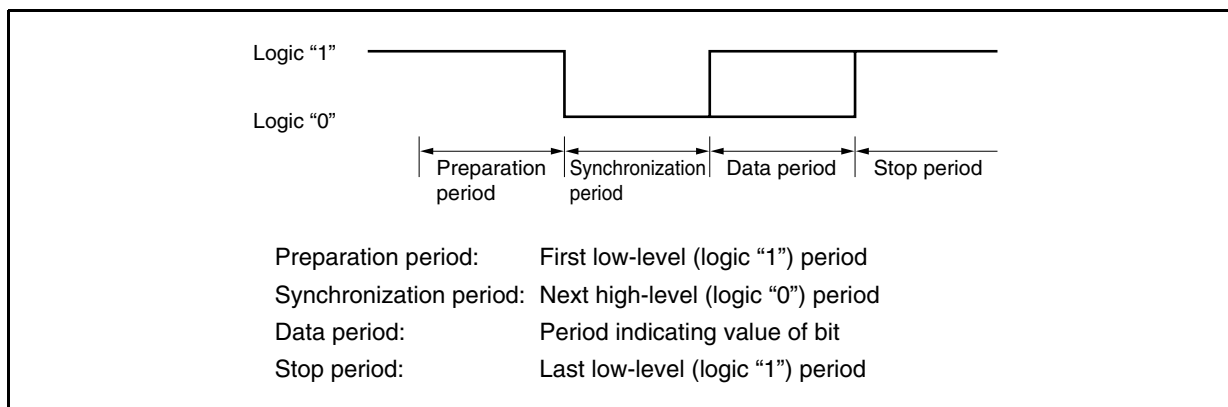 Logic “1”
Logic “0”
Preparation period
Synchronization period
Data period
Stop period
Preparation period: First low-level (logic “1”) period
Synchronization period: Next high-level (logic “0”) period
Data period: Period indicating value of bit
Stop period: Last low-level (logic “1”) period